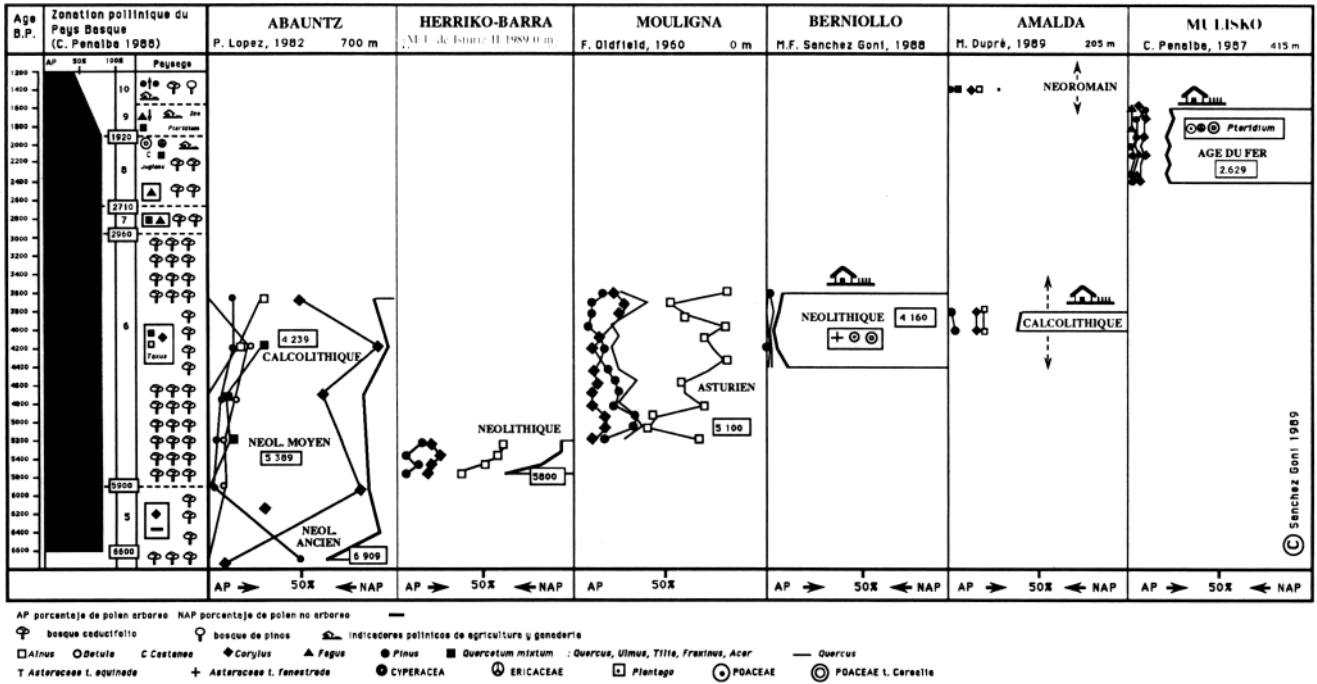 Age B.P.
Zonation pollinique du Pays Basque (C. Penalba 1988)
ABAUNTZ
P. Lopez, 1982 700 m
HERRIKO-BARRA
1989 0 m
MOULIGNA
F. Oldfield, 1960 0 m
BERNIOLLO
M.F. Sanchez Goni, 1988
AMALDA
M. Dupré, 1989 205 m
MULISKO
C. Penalba, 1987 415 m
AP 50% 100%
Paysage
1200
1400
1600
1800
2000
2200
2400
2600
2800
3000
3200
3400
3600
3800
4000
4200
4400
4600
4800
5000
5200
5400
5600
5800
6000
6200
6400
6600
10
9
Pteridium
1920
C
Juglans
8
2710
7
2960
6
Taxus
5900
5
6600
4 239
CALCOLITHIQUE
NEOL. MOYEN
5 389
NEOL. ANCIEN
6 909
NEOLITHIQUE
5800
ASTURIEN
5 100
NEOLITHIQUE
4 160
NEOROMAIN
CALCOLITHIQUE
Pteridium
AGE DU FER
2.629
© Sanchez Goni 1989
AP 50% NAP
AP 50% NAP
AP 50%
AP 50% NAP
AP 50% NAP
AP porcentaje de polen arboreo NAP porcentaje de polen no arboreo
bosque caducifolio bosque de pinos indicadores polinicos de agricultura y ganaderia
Alnus Betula C Castanea Corylus Fagus Pinus Quercetum mixtum : Quercus, Ulmus, Tilia, Fraxinus, Acer Quercus
T Asteraceae t. equinada + Asteraceae t. fenestrada CYPERACEA ERICACEAE Plantago POACEAE POACEAE t. Cerealia